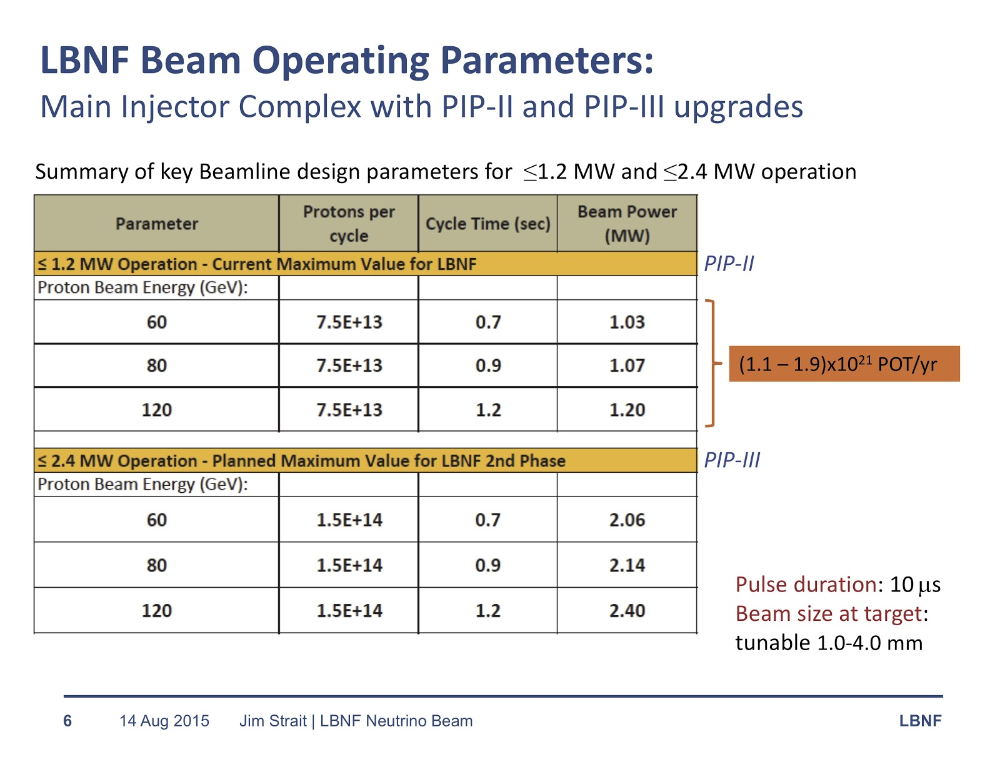 LBNF Beam Operating Parameters:
Main Injector Complex with PIP-II and PIP-III upgrades
Summary of key Beamline design parameters for ≤1.2 MW and ≤2.4 MW operation
Parameter
Protons per
cycle
Cycle Time (sec)
Beam Power
(MW)
≤ 1.2 MW Operation - Current Maximum Value for LBNF
PIP-II
Proton Beam Energy (GeV):
60 7.5E+13 0.7 1.03
80 7.5E+13 0.9 1.07
120 7.5E+13 1.2 1.20
(1.1 – 1.9)x10²¹ POT/yr
≤ 2.4 MW Operation - Planned Maximum Value for LBNF 2nd Phase
PIP-III
Proton Beam Energy (GeV):
60 1.5E+14 0.7 2.06
80 1.5E+14 0.9 2.14
120 1.5E+14 1.2 2.40
Pulse duration: 10 μs
Beam size at target:
tunable 1.0-4.0 mm
6 14 Aug 2015 Jim Strait | LBNF Neutrino Beam LBNF